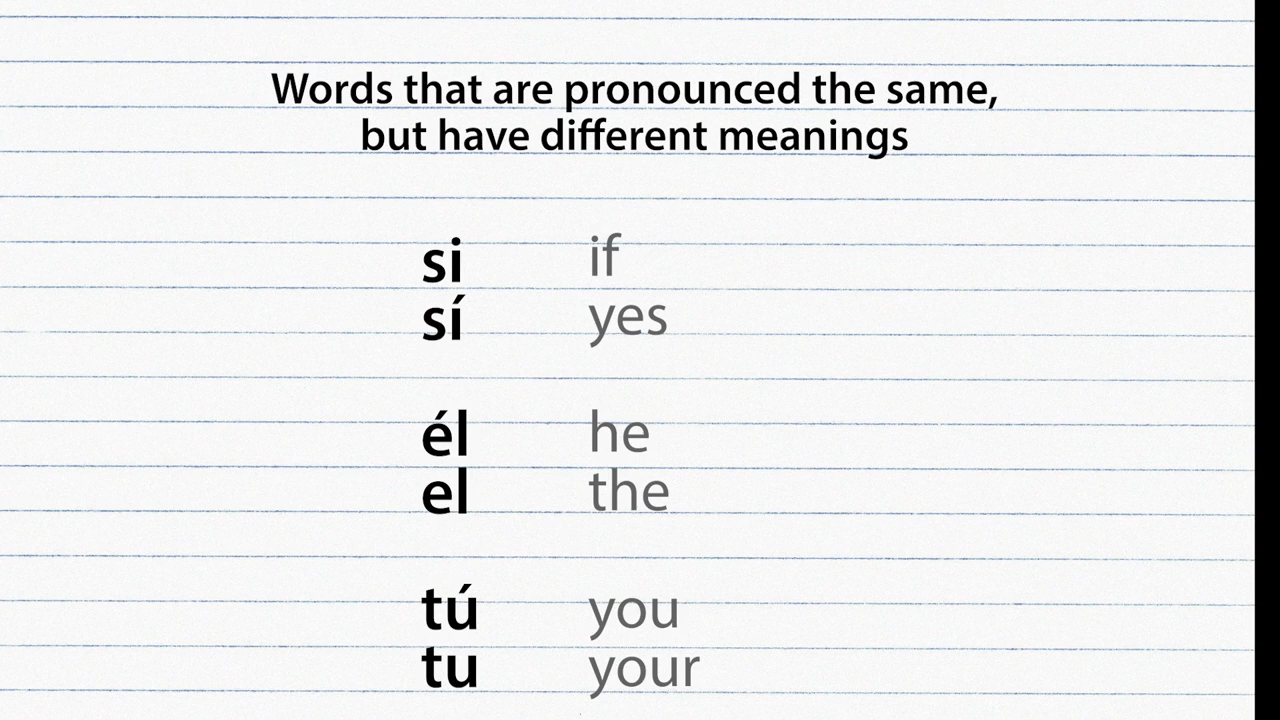 Words that are pronounced the same,
but have different meanings
si if
sí yes
él he
el the
tú you
tu your